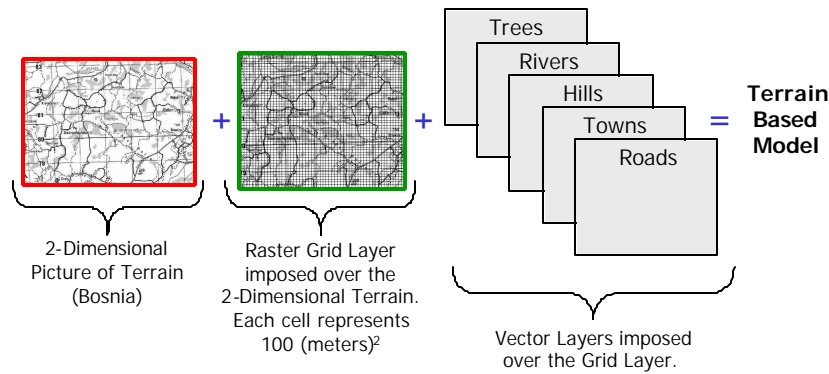 Trees
Rivers
Hills
Towns
Roads
+
+
=
Terrain
Based
Model
2-Dimensional
Picture of Terrain
(Bosnia)
Raster Grid Layer
imposed over the
2-Dimensional Terrain.
Each cell represents
100 (meters)²
Vector Layers imposed
over the Grid Layer.